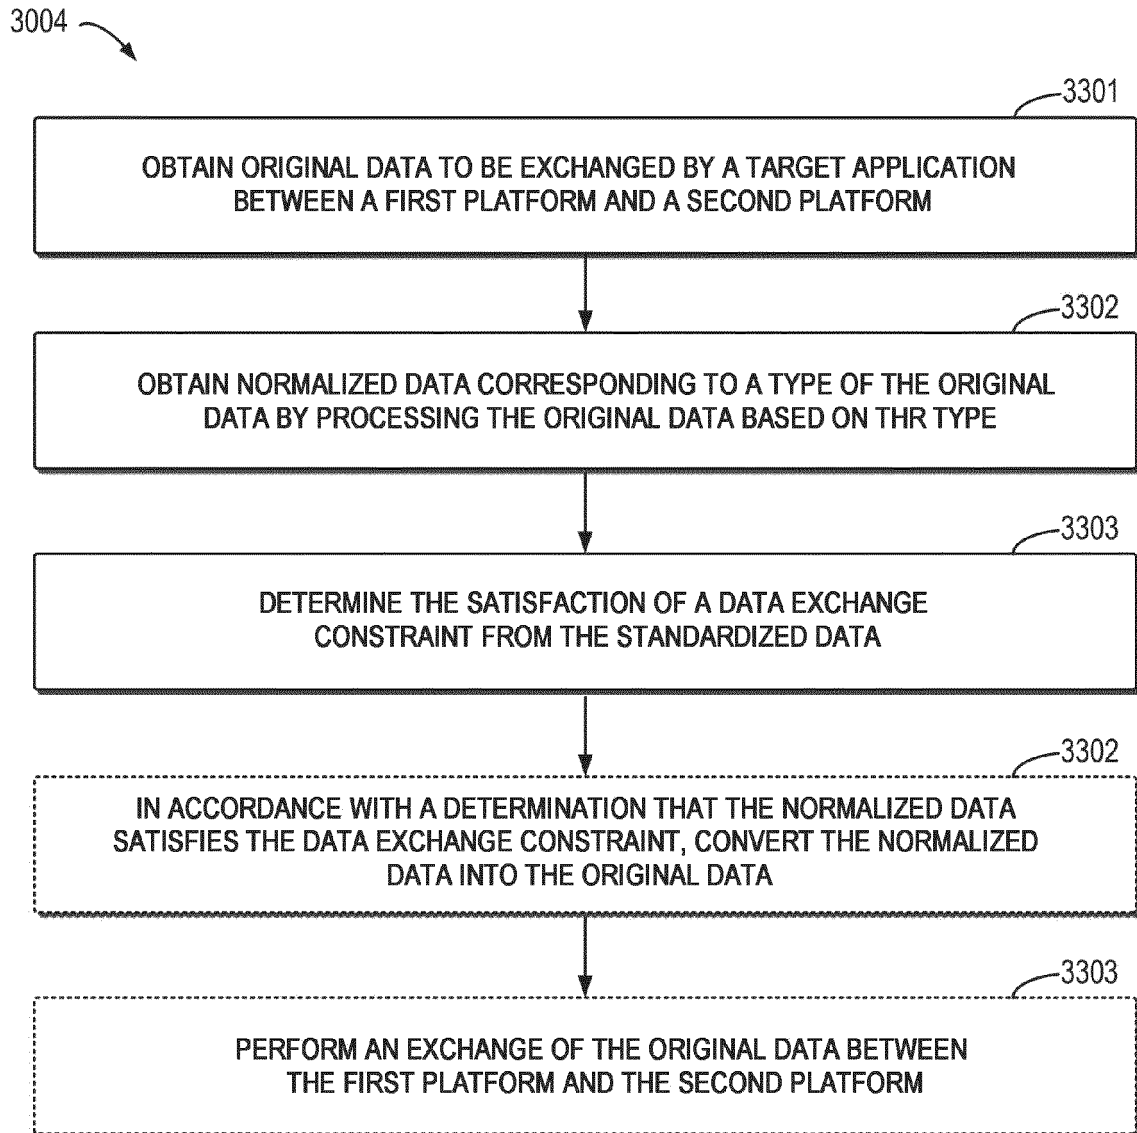 3004
3301
OBTAIN ORIGINAL DATA TO BE EXCHANGED BY A TARGET APPLICATION
BETWEEN A FIRST PLATFORM AND A SECOND PLATFORM
3302
OBTAIN NORMALIZED DATA CORRESPONDING TO A TYPE OF THE ORIGINAL
DATA BY PROCESSING THE ORIGINAL DATA BASED ON THR TYPE
3303
DETERMINE THE SATISFACTION OF A DATA EXCHANGE
CONSTRAINT FROM THE STANDARDIZED DATA
3302
IN ACCORDANCE WITH A DETERMINATION THAT THE NORMALIZED DATA
SATISFIES THE DATA EXCHANGE CONSTRAINT, CONVERT THE NORMALIZED
DATA INTO THE ORIGINAL DATA
3303
PERFORM AN EXCHANGE OF THE ORIGINAL DATA BETWEEN
THE FIRST PLATFORM AND THE SECOND PLATFORM